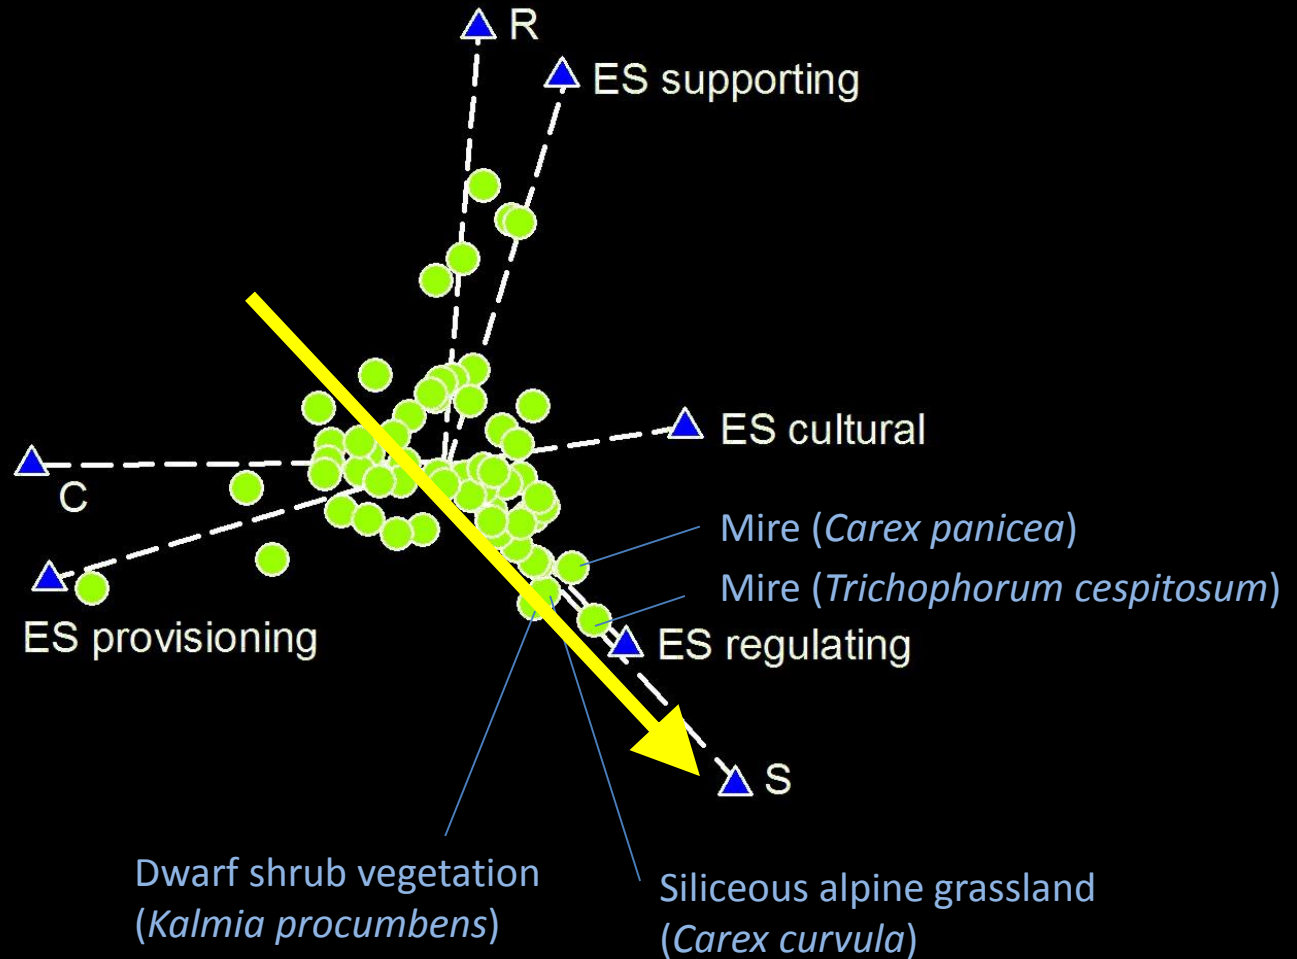 R
ES supporting
ES cultural
C
Mire (Carex panicea)
Mire (Trichophorum cespitosum)
ES provisioning
ES regulating
S
Dwarf shrub vegetation
(Kalmia procumbens)
Siliceous alpine grassland
(Carex curvula)